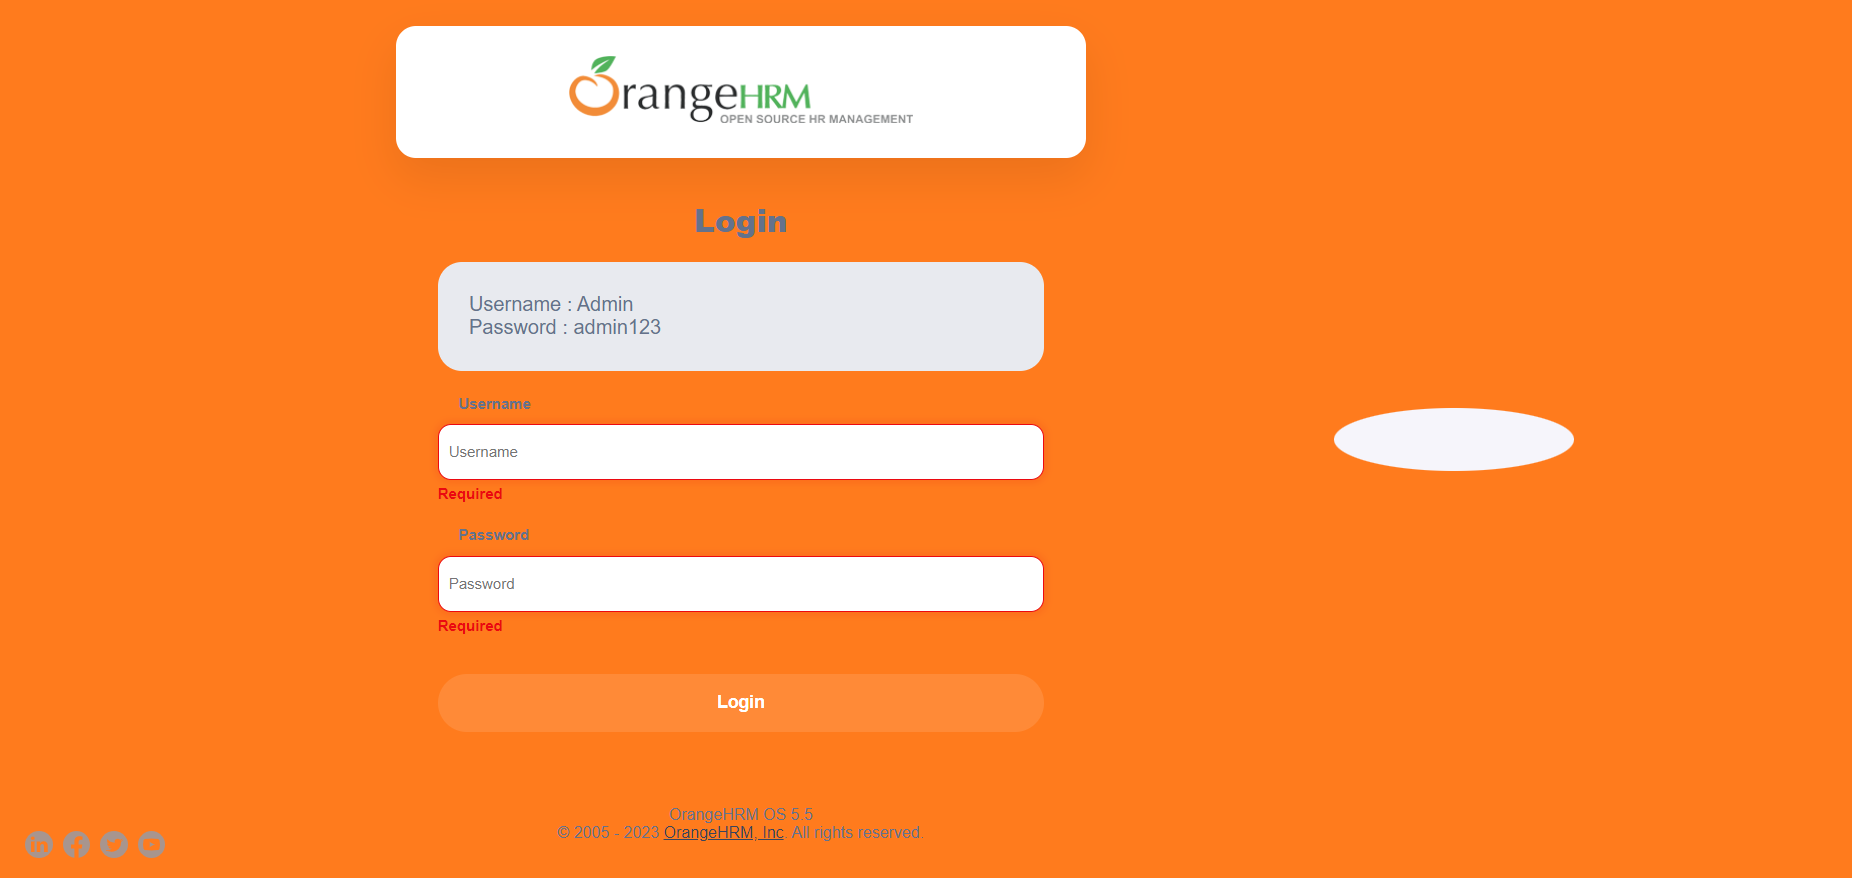 OrangeHRM
OPEN SOURCE HR MANAGEMENT
Login
Username : Admin
Password : admin123
Username
Username
Required
Password
Password
Required
Login
OrangeHRM OS 5.5
© 2005 - 2023 OrangeHRM, Inc. All rights reserved.